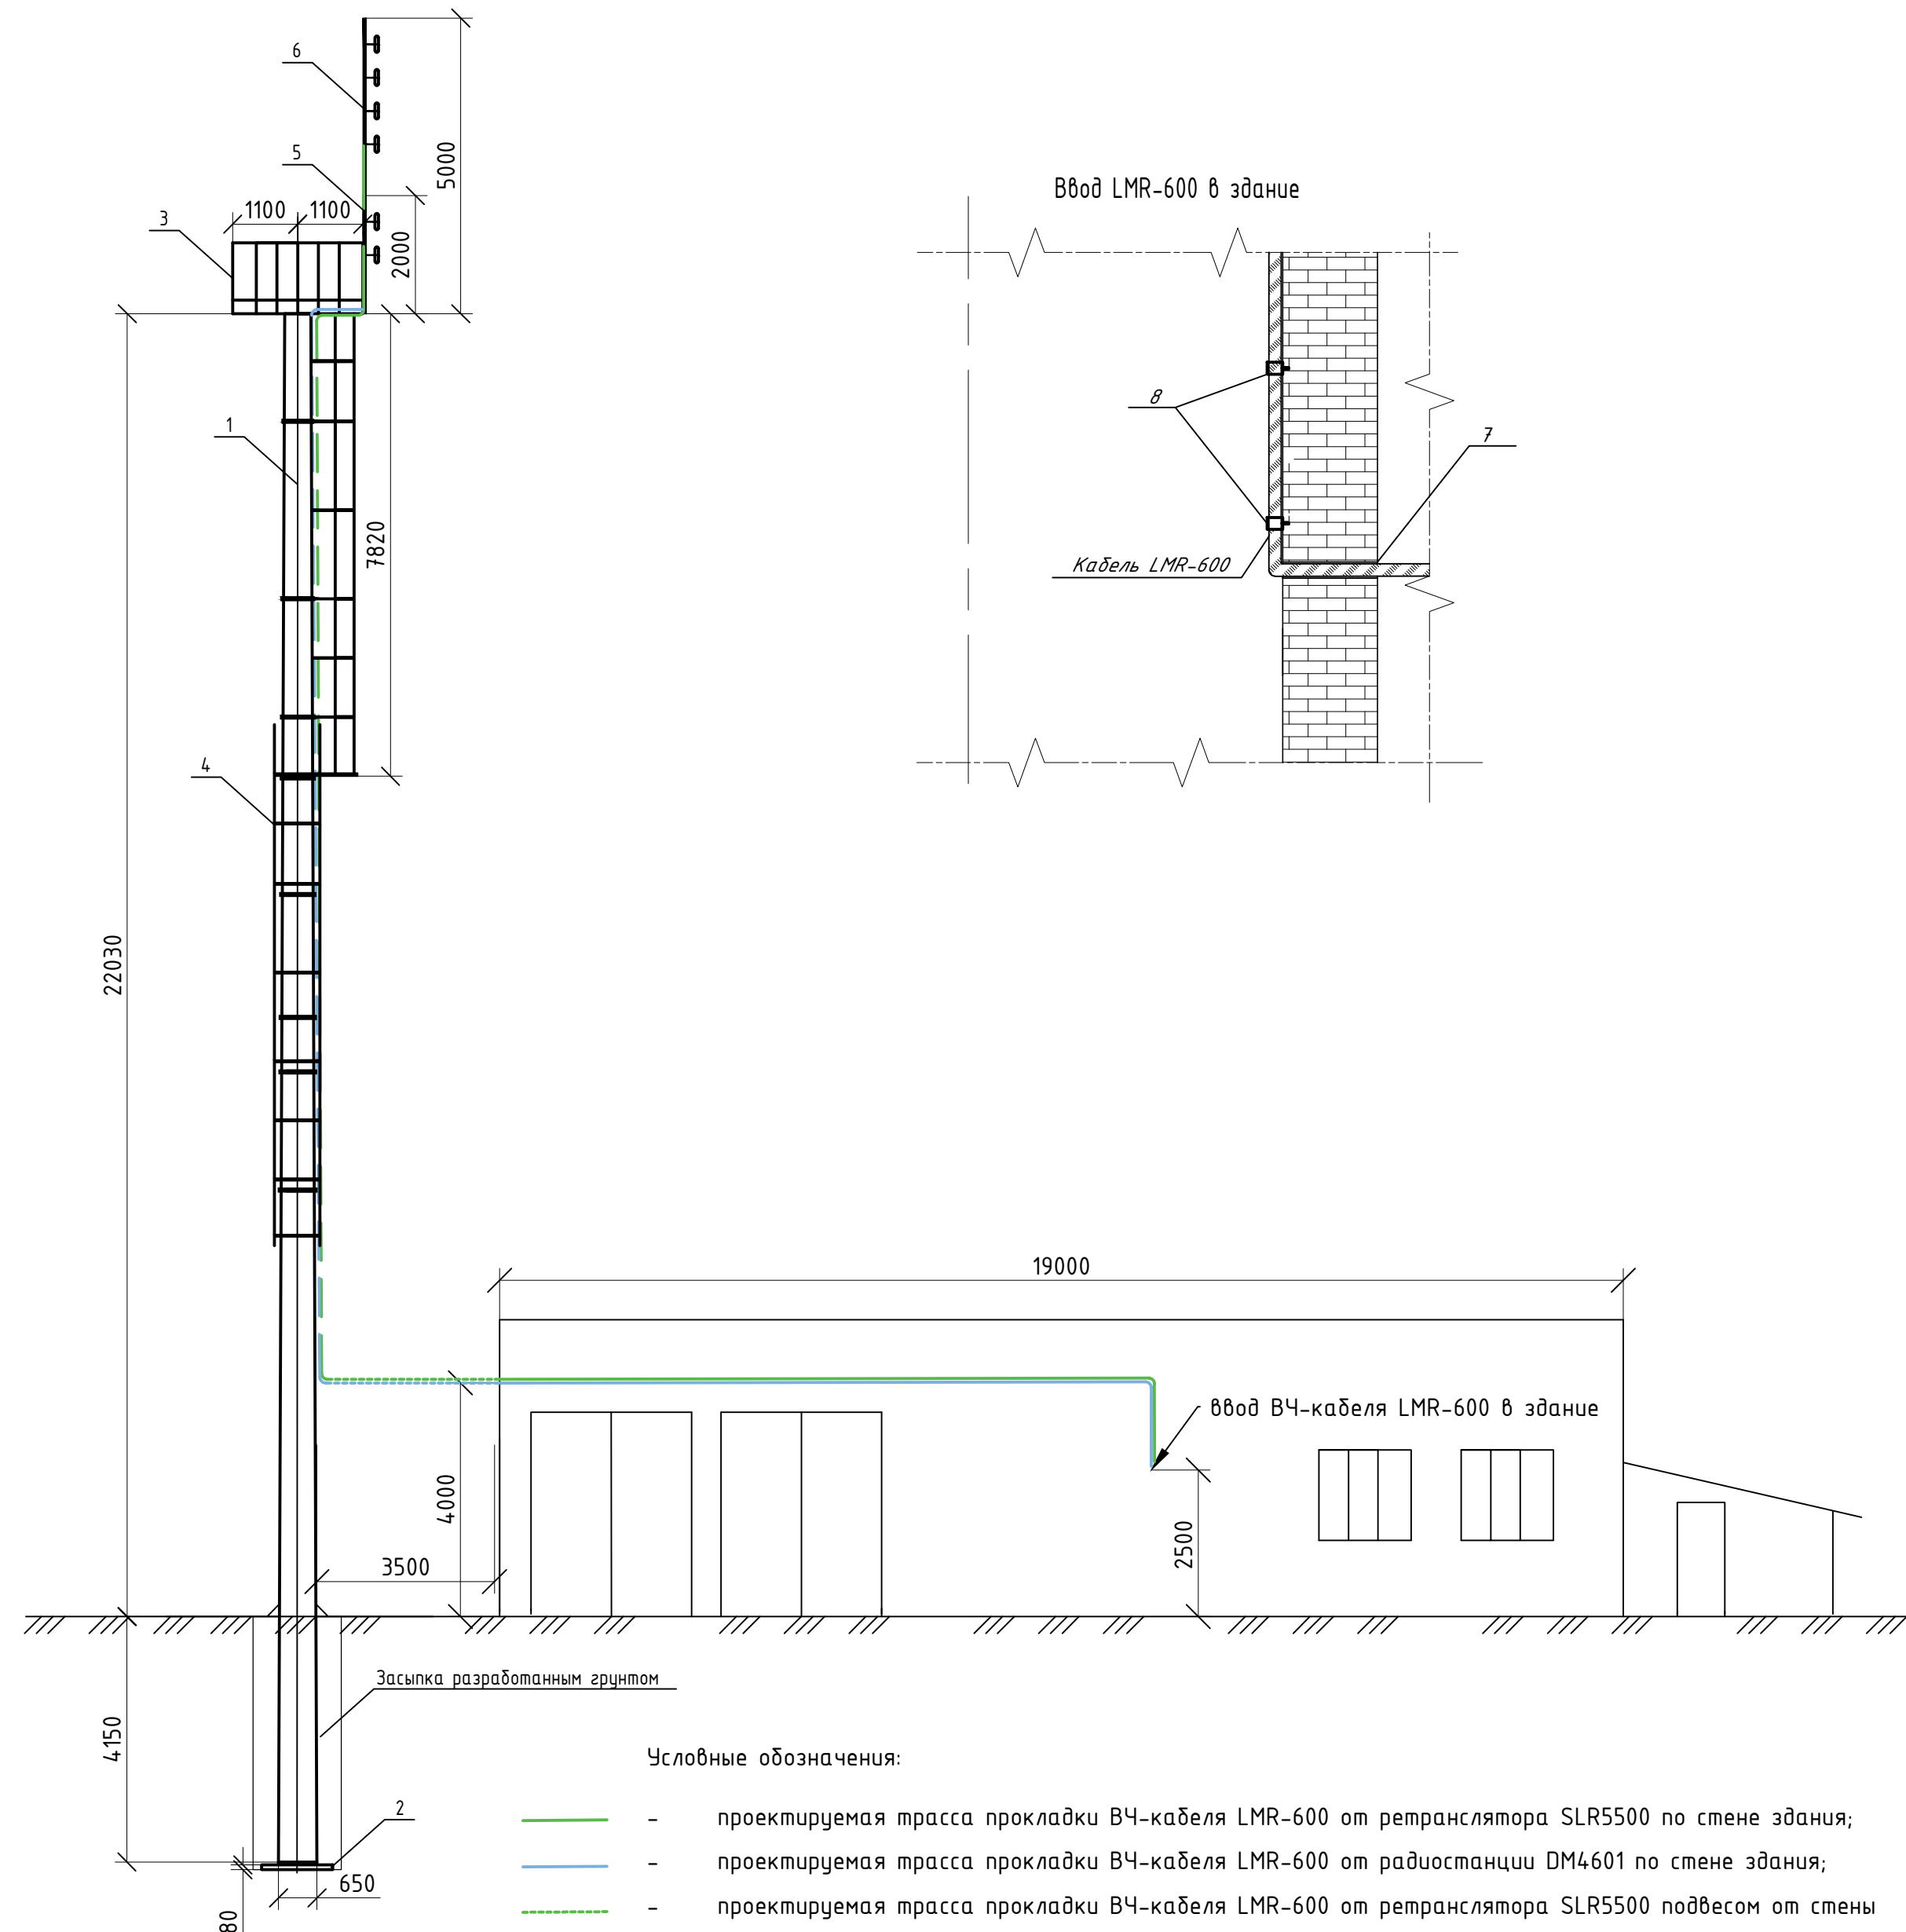 6
5000
5
1100
1100
3
2000
Ввод LMR-600 в здание
8
7
1
7820
Кабель LMR-600
4
22030
19000
ввод ВЧ-кабеля LMR-600 в здание
4000
2500
3500
Засыпка разработанным грунтом
4150
Условные обозначения:
2
- проектируемая трасса прокладки ВЧ-кабеля LMR-600 от ретранслятора SLR5500 по стене здания;
- проектируемая трасса прокладки ВЧ-кабеля LMR-600 от радиостанции DM4601 по стене здания;
650
- проектируемая трасса прокладки ВЧ-кабеля LMR-600 от ретранслятора SLR5500 подвесом от стены
80